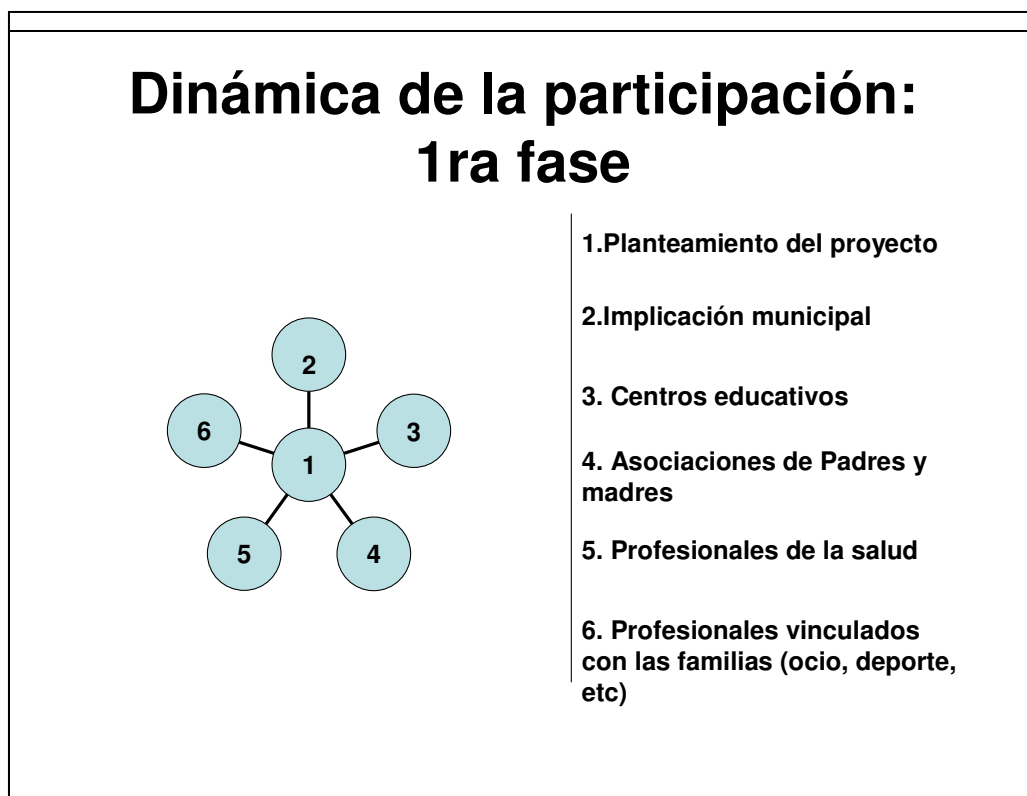 Dinámica de la participación:
1ra fase
2
6
3
1
5
4
1.Planteamiento del proyecto
2.Implicación municipal
3. Centros educativos
4. Asociaciones de Padres y
madres
5. Profesionales de la salud
6. Profesionales vinculados
con las familias (ocio, deporte,
etc)